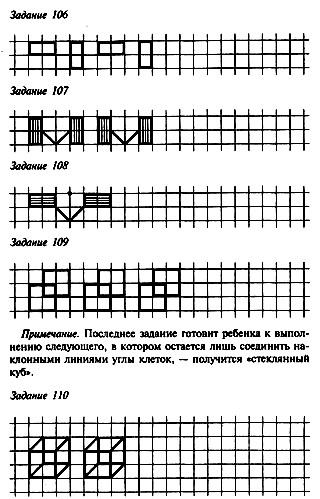 Задание 106
Задание 107
Задание 108
Задание 109
Примечание. Последнее задание готовит ребенка к выпол-
нению следующего, в котором остается лишь соединить на-
клонными линиями углы клеток, — получится «стеклянный
куб».
Задание 110